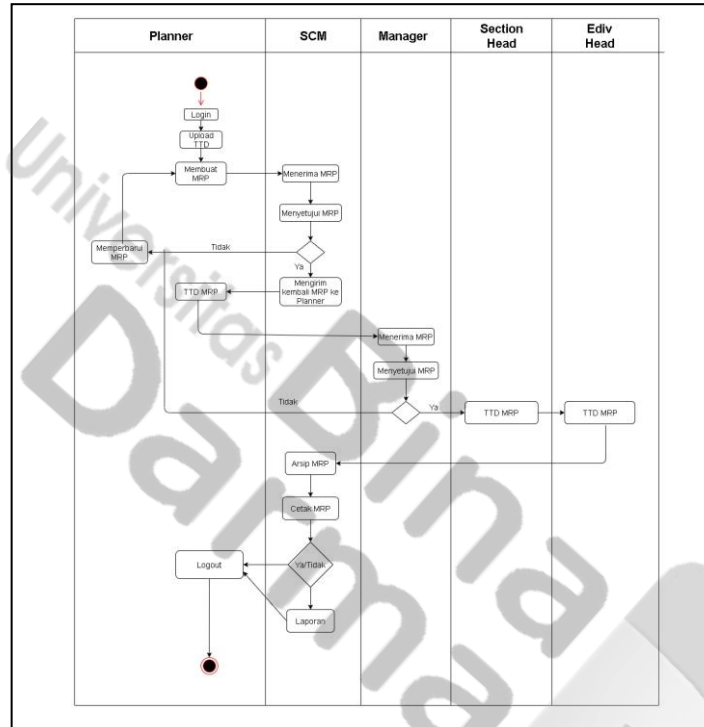 Planner
SCM
Manager
Section
Head
Ediv
Head
Login
Upload
TTD
Membuat
MRP
Menerima MRP
Menyetujui MRP
Tidak
Memperbarui
MRP
Ya
TTD MRP
Mengirim
kembali MRP ke
Planner
Menerima MRP
Menyetujui MRP
Tidak
Ya
TTD MRP
TTD MRP
Arsip MRP
Cetak MRP
Logout
Ya/Tidak
Laporan
Universitas
Bina
Darma